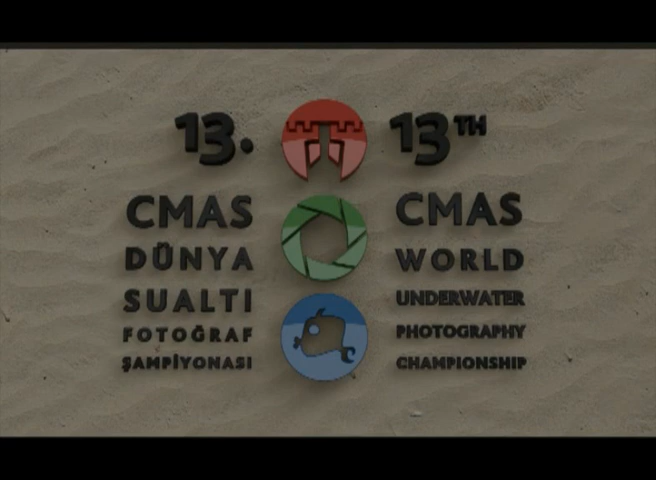 13.
CMAS
DÜNYA
SUALTI
FOTOĞRAF
ŞAMPİYONASI
13TH
CMAS
WORLD
UNDERWATER
PHOTOGRAPHY
CHAMPIONSHIP